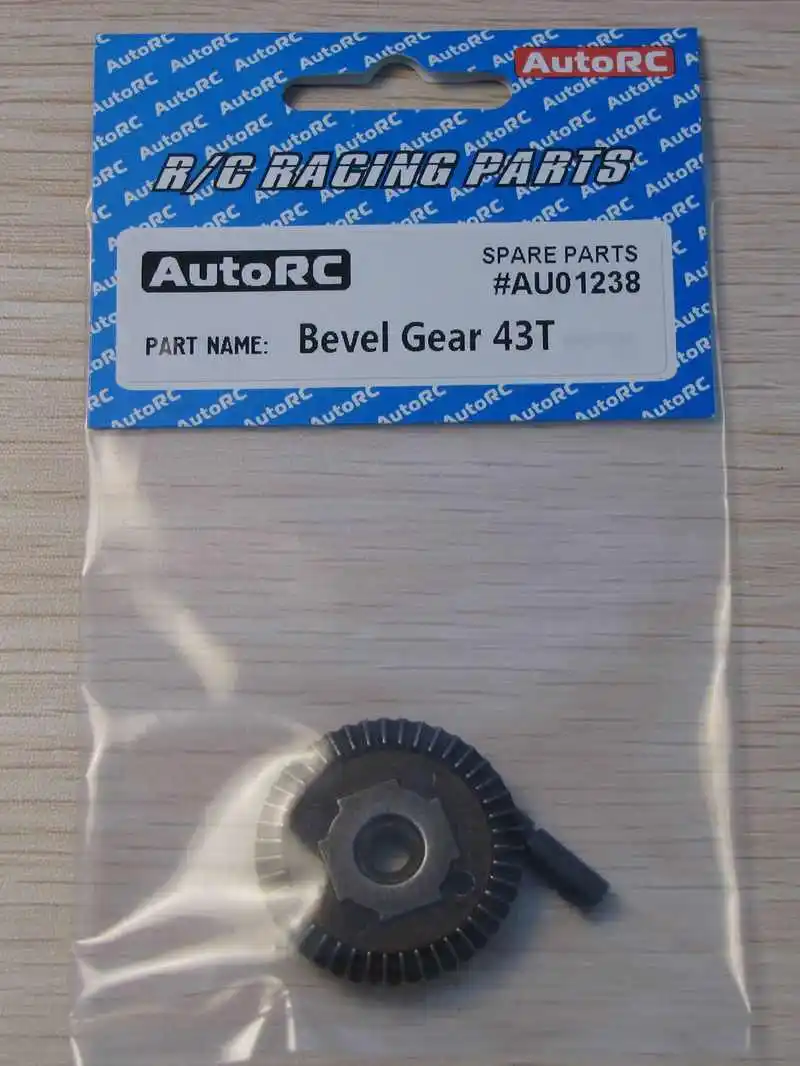 AutoRC
R/C RACING PARTS
AutoRC
SPARE PARTS
#AU01238
PART NAME: Bevel Gear 43T